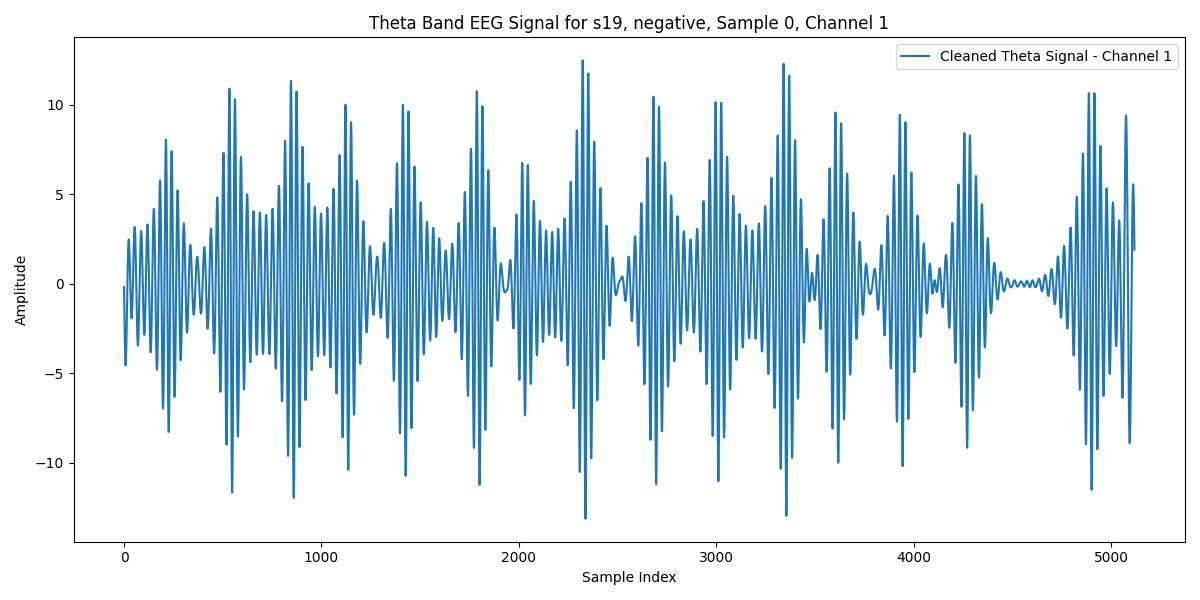 Theta Band EEG Signal for s19, negative, Sample 0, Channel 1
Cleaned Theta Signal - Channel 1
10
5
0
−5
−10
Amplitude
0 1000 2000 3000 4000 5000
Sample Index